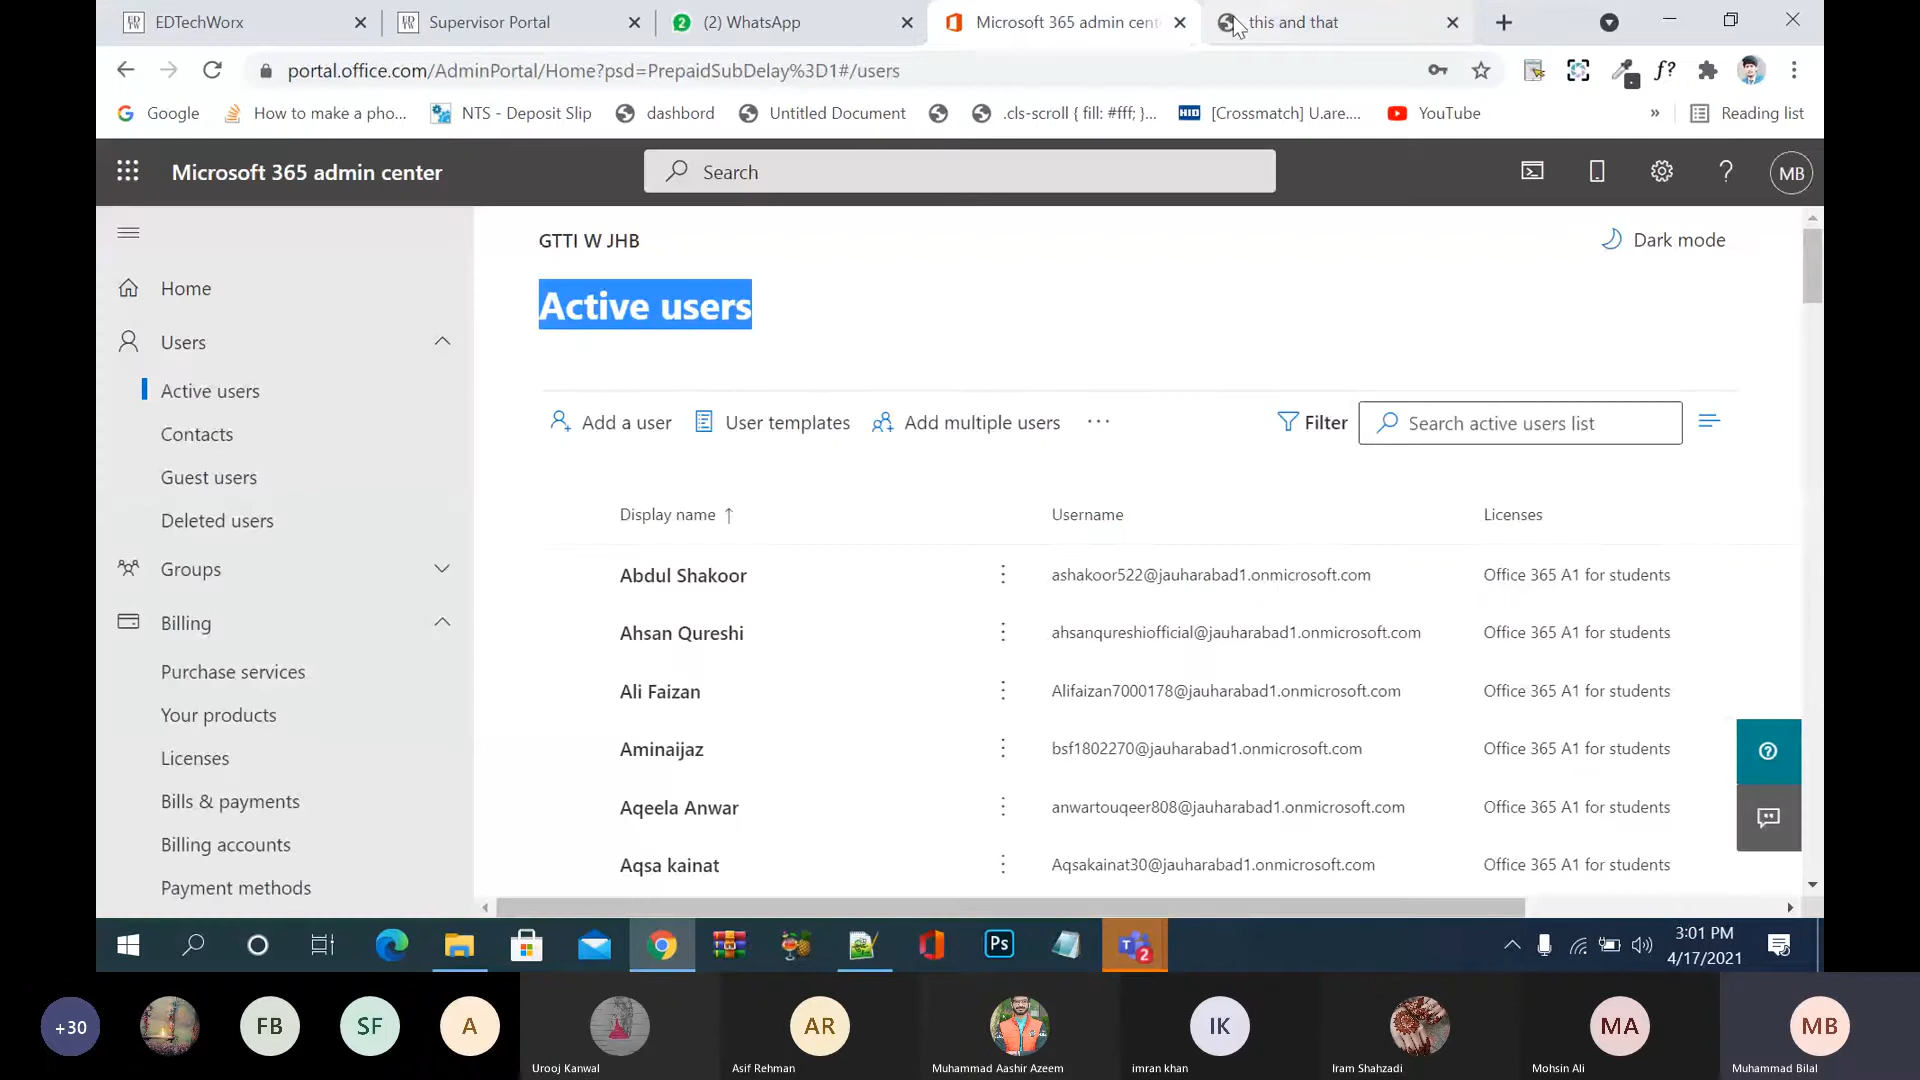 EDTechWorx
Supervisor Portal
(2) WhatsApp
Microsoft 365 admin cent
this and that
portal.office.com/AdminPortal/Home?psd=PrepaidSubDelay%3D1#/users
Google
How to make a pho...
NTS - Deposit Slip
dashbord
Untitled Document
.cls-scroll { fill: #fff; }...
HID
[Crossmatch] U.are....
YouTube
»
Reading list
Microsoft 365 admin center
Search
MB
GTTI W JHB
Dark mode
Active users
Home
Users
Active users
Contacts
Guest users
Deleted users
Groups
Billing
Purchase services
Your products
Licenses
Bills & payments
Billing accounts
Payment methods
Add a user
User templates
Add multiple users
Filter
Search active users list
Display name ↑
Username
Licenses
Abdul Shakoor
ashakoor522@jauharabad1.onmicrosoft.com
Office 365 A1 for students
Ahsan Qureshi
ahsanqureshiofficial@jauharabad1.onmicrosoft.com
Office 365 A1 for students
Ali Faizan
Alifaizan7000178@jauharabad1.onmicrosoft.com
Office 365 A1 for students
Aminaijaz
bsf1802270@jauharabad1.onmicrosoft.com
Office 365 A1 for students
Aqeela Anwar
anwartouqeer808@jauharabad1.onmicrosoft.com
Office 365 A1 for students
Aqsa kainat
Aqsakainat30@jauharabad1.onmicrosoft.com
Office 365 A1 for students
Ps
2
3:01 PM
4/17/2021
+30
FB
SF
A
AR
IK
MA
MB
Urooj Kanwal
Asif Rehman
Muhammad Aashir Azeem
imran khan
Iram Shahzadi
Mohsin Ali
Muhammad Bilal